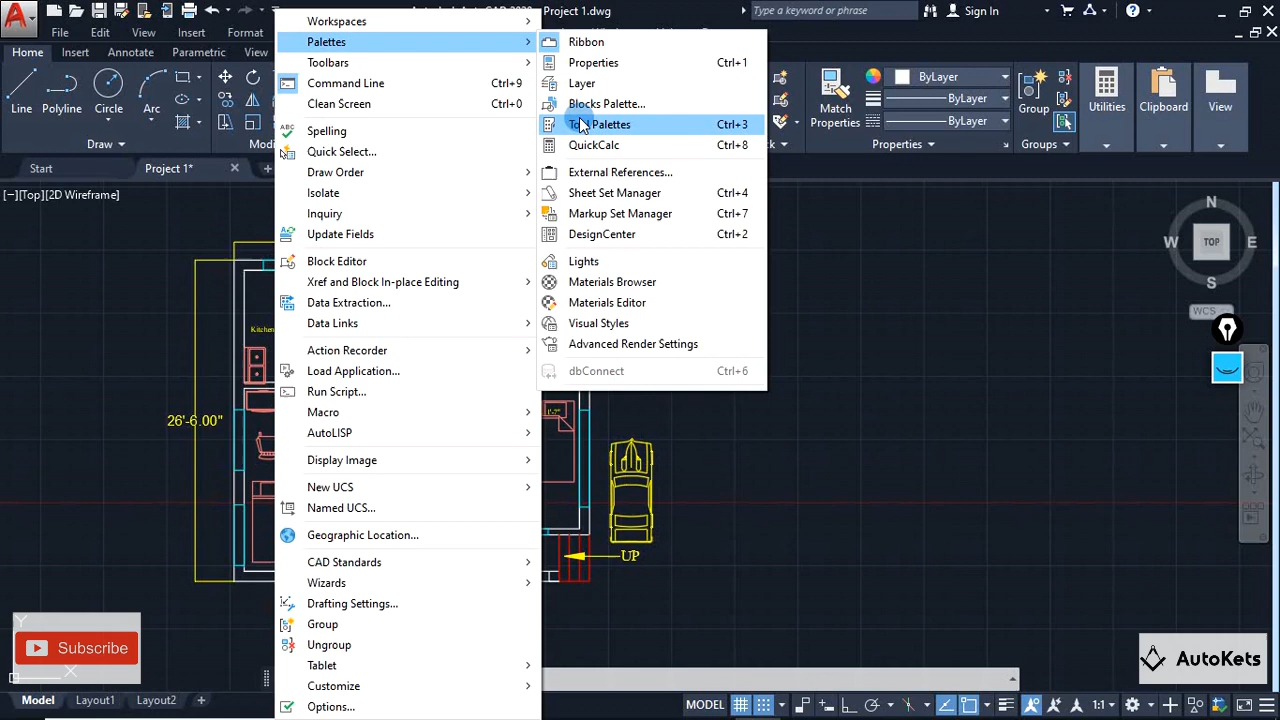 Project 1.dwg
Type a keyword or phrase
Sign In
File
Edit
View
Insert
Format
Home
Insert
Annotate
Parametric
View
Line
Polyline
Circle
Arc
Draw
Match
Properties
ByLayer
ByLayer
ByLayer
Properties
Group
Groups
Utilities
Clipboard
View
Start
Project 1*
[−][Top][2D Wireframe]
Workspaces
Palettes
Toolbars
Command Line Ctrl+9
Clean Screen Ctrl+0
Spelling
Quick Select...
Draw Order
Isolate
Inquiry
Update Fields
Block Editor
Xref and Block In-place Editing
Data Extraction...
Data Links
Action Recorder
Load Application...
Run Script...
Macro
AutoLISP
Display Image
New UCS
Named UCS...
Geographic Location...
CAD Standards
Wizards
Drafting Settings...
Group
Ungroup
Tablet
Customize
Options...
Ribbon
Properties Ctrl+1
Layer
Blocks Palette...
Tool Palettes Ctrl+3
QuickCalc Ctrl+8
External References...
Sheet Set Manager Ctrl+4
Markup Set Manager Ctrl+7
DesignCenter Ctrl+2
Lights
Materials Browser
Materials Editor
Visual Styles
Advanced Render Settings
dbConnect Ctrl+6
N
W
TOP
E
S
WCS
26'-6.00"
UP
Y
Subscribe
X
AutoKets
Model
Layout1
Layout2
MODEL
1:1